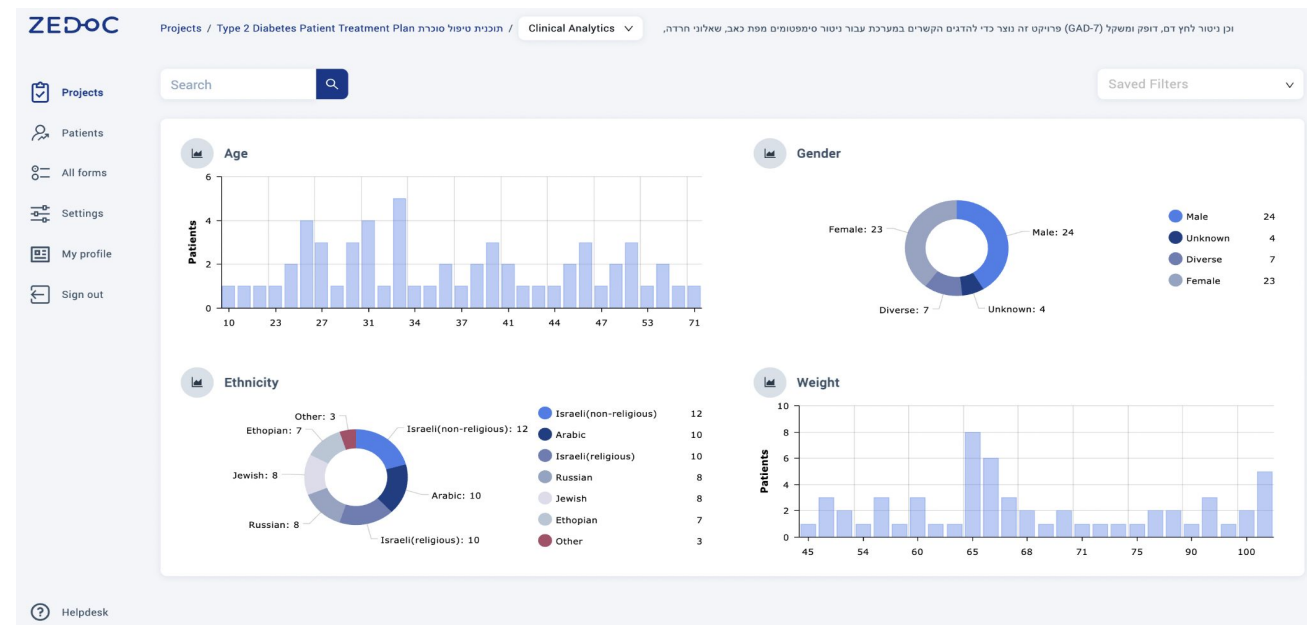 ZEDOC
Projects / Type 2 Diabetes Patient Treatment Plan תוכנית טיפול סוכרת / Clinical Analytics
פרויקט זה נוצר כדי להדגים הקשרים במערכת עבור ניטור סימפטומים מפת כאב, שאלוני חרדה, (GAD-7) וכן ניטור לחץ דם, דופק ומשקל
Projects
Patients
All forms
Settings
My profile
Sign out
Helpdesk
Search
Saved Filters
Age
Patients
6
4
2
0
10 23 27 31 34 37 41 44 47 53 71
Gender
Female: 23
Male: 24
Diverse: 7
Unknown: 4
Male 24
Unknown 4
Diverse 7
Female 23
Ethnicity
Other: 3
Ethopian: 7
Israeli(non-religious): 12
Jewish: 8
Arabic: 10
Russian: 8
Israeli(religious): 10
Israeli(non-religious) 12
Arabic 10
Israeli(religious) 10
Russian 8
Jewish 8
Ethopian 7
Other 3
Weight
Patients
10
8
6
4
2
0
45 54 60 65 68 71 75 90 100